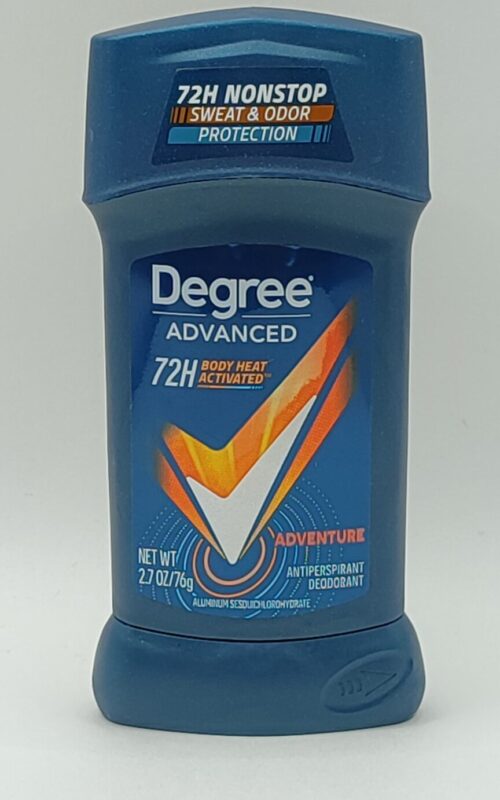 72H NONSTOP
SWEAT & ODOR
PROTECTION
Degree®
ADVANCED
72H BODY HEAT
ACTIVATED™
ADVENTURE
NET WT
2.7 OZ/76g
ANTIPERSPIRANT
DEODORANT
ALUMINUM SESQUICHLOROHYDRATE